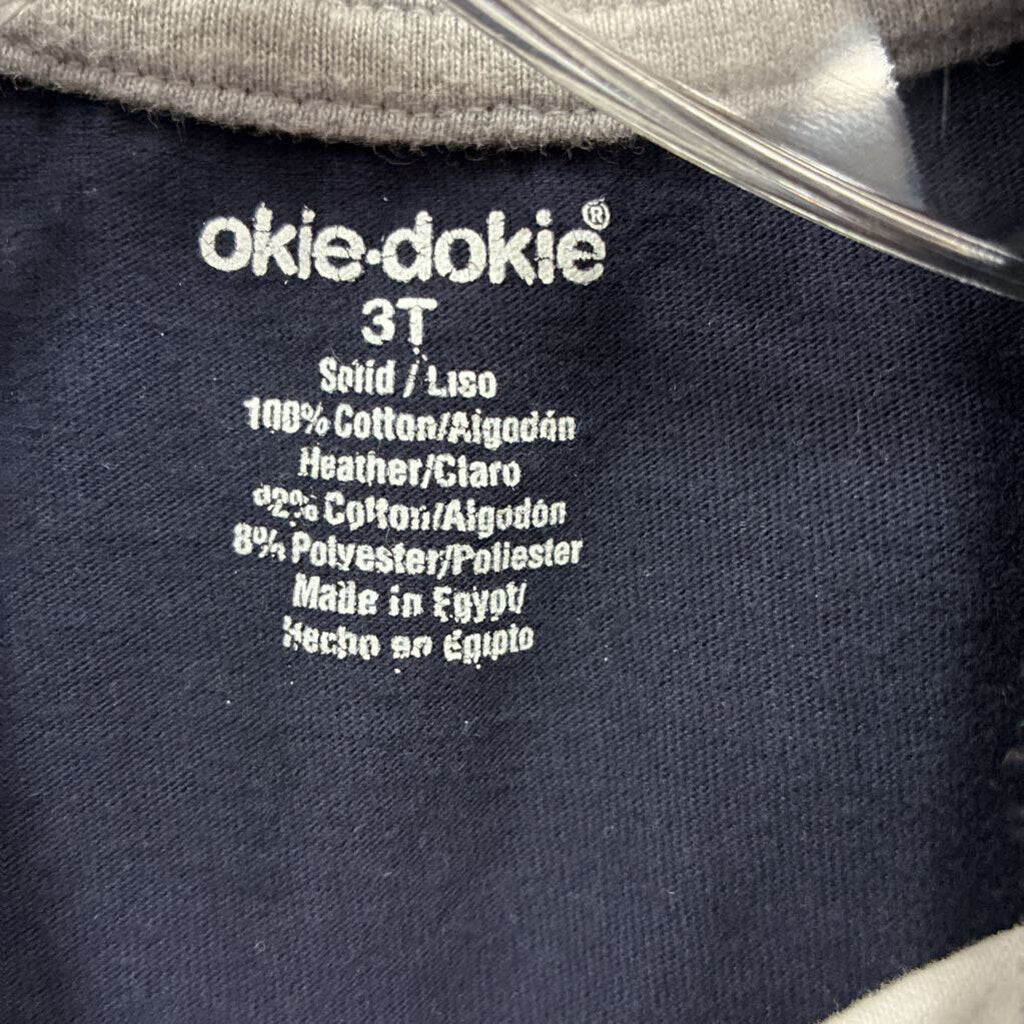 okie·dokie®
3T
Solid / Liso
100% Cotton/Algodón
Heather/Claro
92% Cotton/Algodón
8% Polyester/Poliester
Made in Egypt/
Hecho en Egipto